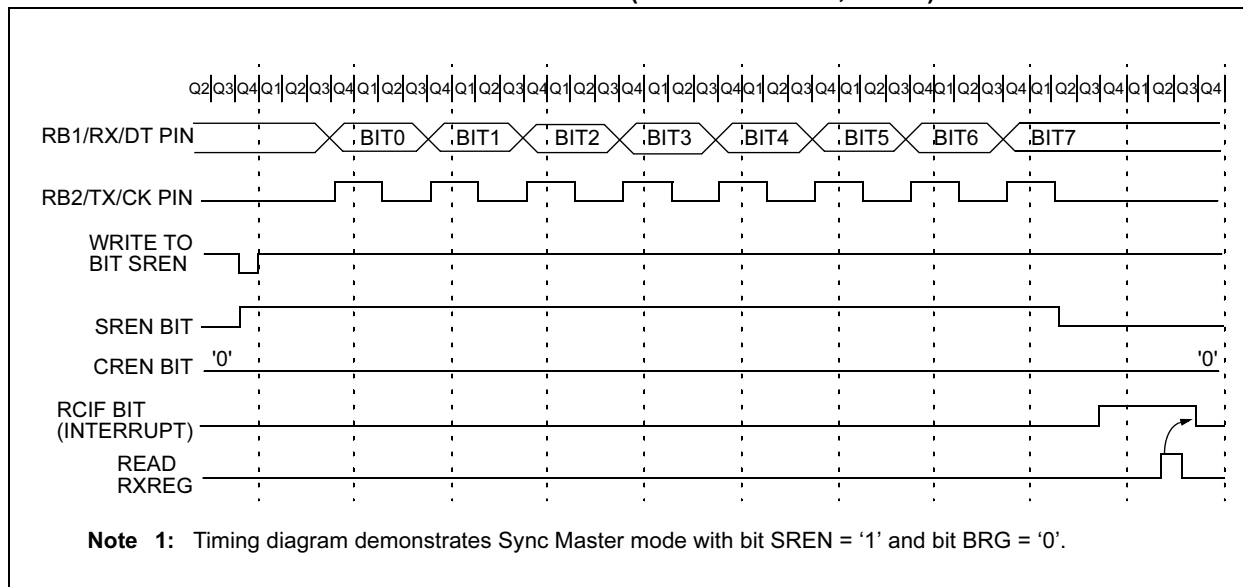 Q2 Q3 Q4 Q1 Q2 Q3 Q4 Q1 Q2 Q3 Q4 Q1 Q2 Q3 Q4 Q1 Q2 Q3 Q4 Q1 Q2 Q3 Q4 Q1 Q2 Q3 Q4 Q1 Q2 Q3 Q4 Q1 Q2 Q3 Q4 Q1 Q2 Q3 Q4 Q1 Q2 Q3 Q4
RB1/RX/DT PIN BIT0 BIT1 BIT2 BIT3 BIT4 BIT5 BIT6 BIT7
RB2/TX/CK PIN
WRITE TO
BIT SREN
SREN BIT
CREN BIT '0' '0'
RCIF BIT
(INTERRUPT)
READ
RXREG
Note 1: Timing diagram demonstrates Sync Master mode with bit SREN = ‘1’ and bit BRG = ‘0’.